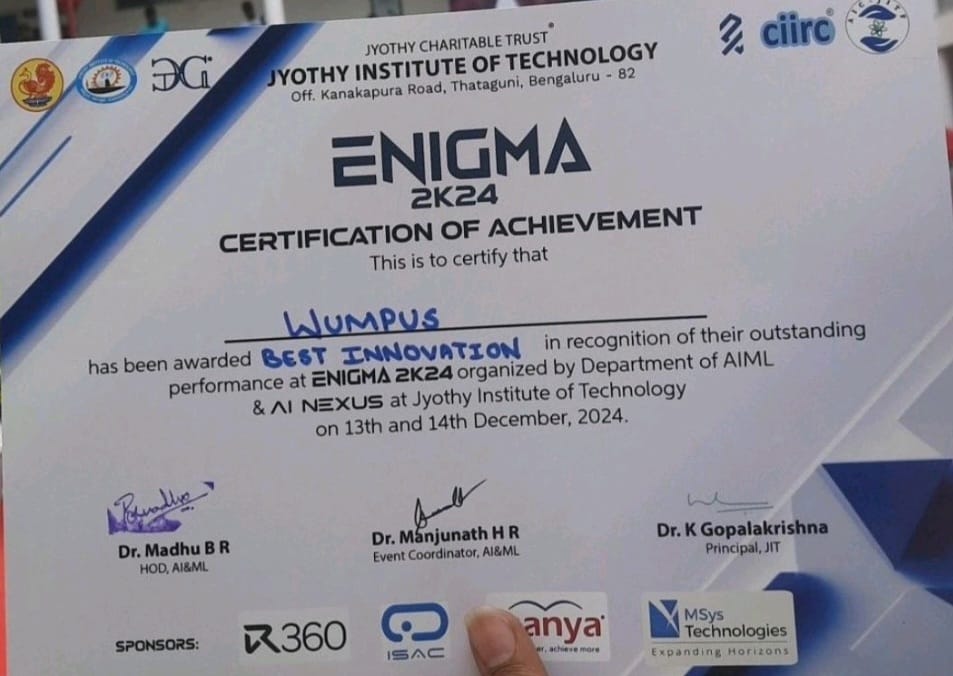 JYOTHY CHARITABLE TRUST®
JYOTHY INSTITUTE OF TECHNOLOGY
Off. Kanakapura Road, Thataguni, Bengaluru - 82
ciirc®
ENIGMA
2K24
CERTIFICATION OF ACHIEVEMENT
This is to certify that
WUMPUS
has been awarded BEST INNOVATION in recognition of their outstanding
performance at ENIGMA 2K24 organized by Department of AIML
& AI NEXUS at Jyothy Institute of Technology
on 13th and 14th December, 2024.
Dr. Madhu B R
HOD, AI&ML
Dr. Manjunath H R
Event Coordinator, AI&ML
Dr. K Gopalakrishna
Principal, JIT
SPONSORS:
R360
ISAC
anya
er, achieve more
MSys
Technologies
Expanding Horizons